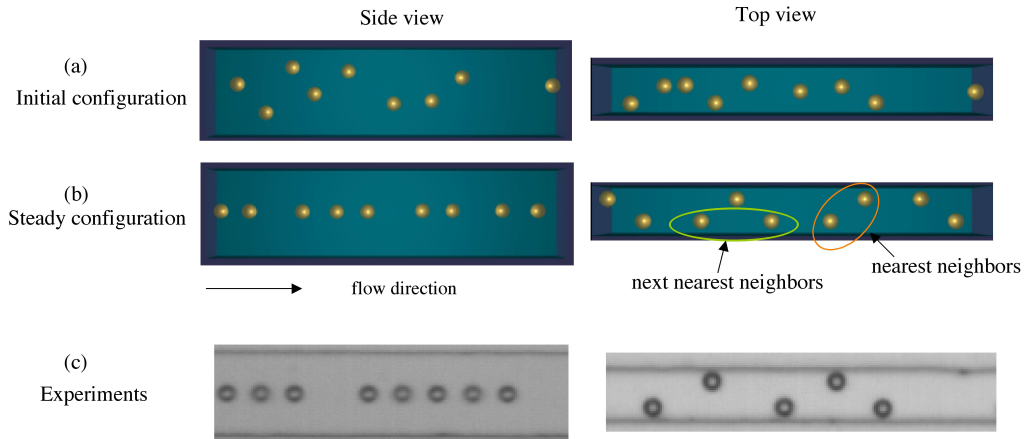 Side view
Top view
(a)
Initial configuration
(b)
Steady configuration
nearest neighbors
next nearest neighbors
flow direction
(c)
Experiments